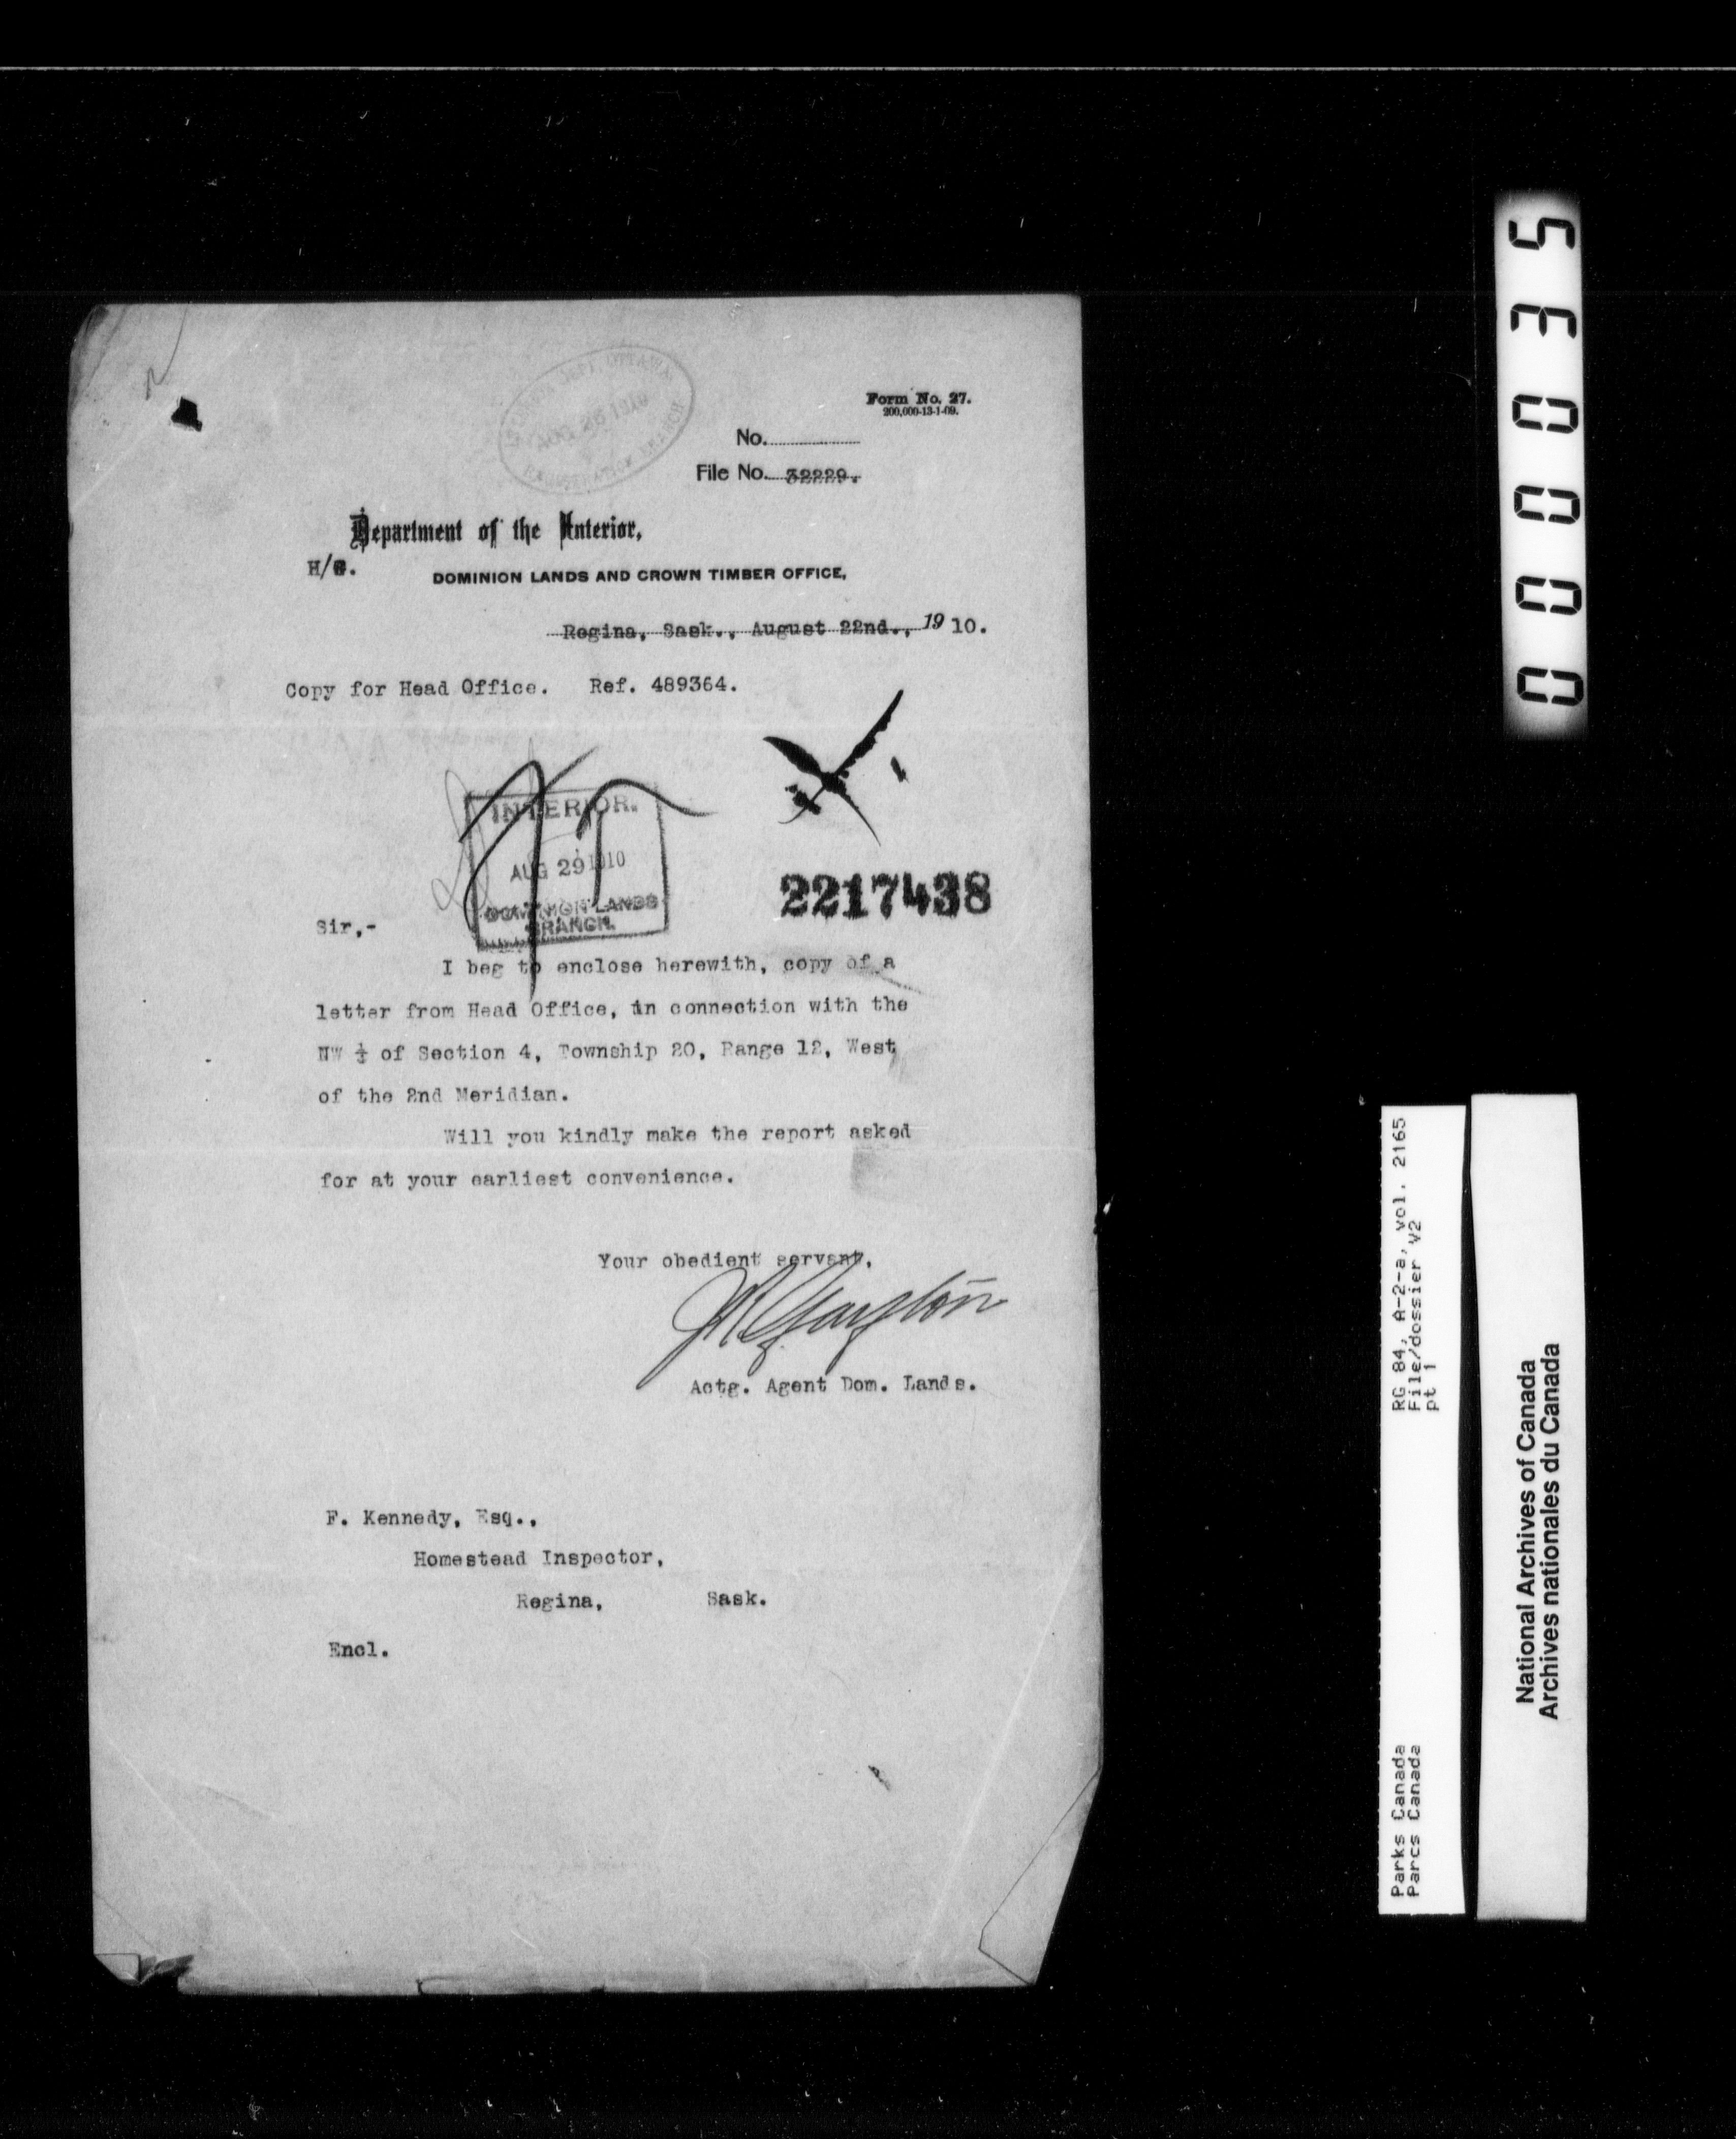 Form No. 27.
200,000-13-1-09.
No.
File No. 32229.
Department of the Interior,
H/
DOMINION LANDS AND CROWN TIMBER OFFICE,
Regina, Sask., August 22nd., 1910.
Copy for Head Office. Ref. 489364.
INTERIOR.
AUG 29 1910
DOMINION LANDS
BRANCH.
2217438
Sir,-
I beg to enclose herewith, copy of a
letter from Head Office, in connection with the
NW ¼ of Section 4, Township 20, Range 12, West
of the 2nd Meridian.
Will you kindly make the report asked
for at your earliest convenience.
Your obedient servant,
Actg. Agent Dom. Lands.
F. Kennedy, Esq.,
Homestead Inspector,
Regina, Sask.
Encl.
000035
RG 84, A-2-a, vol. 2165
File/dossier V2
pt 1
Parks Canada
Parcs Canada
National Archives of Canada
Archives nationales du Canada